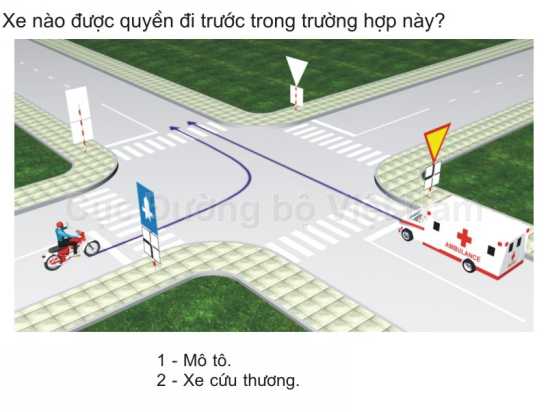 Xe nào được quyền đi trước trong trường hợp này?
Cục Đường bộ Việt Nam
AMBULANCE
1 - Mô tô.
2 - Xe cứu thương.